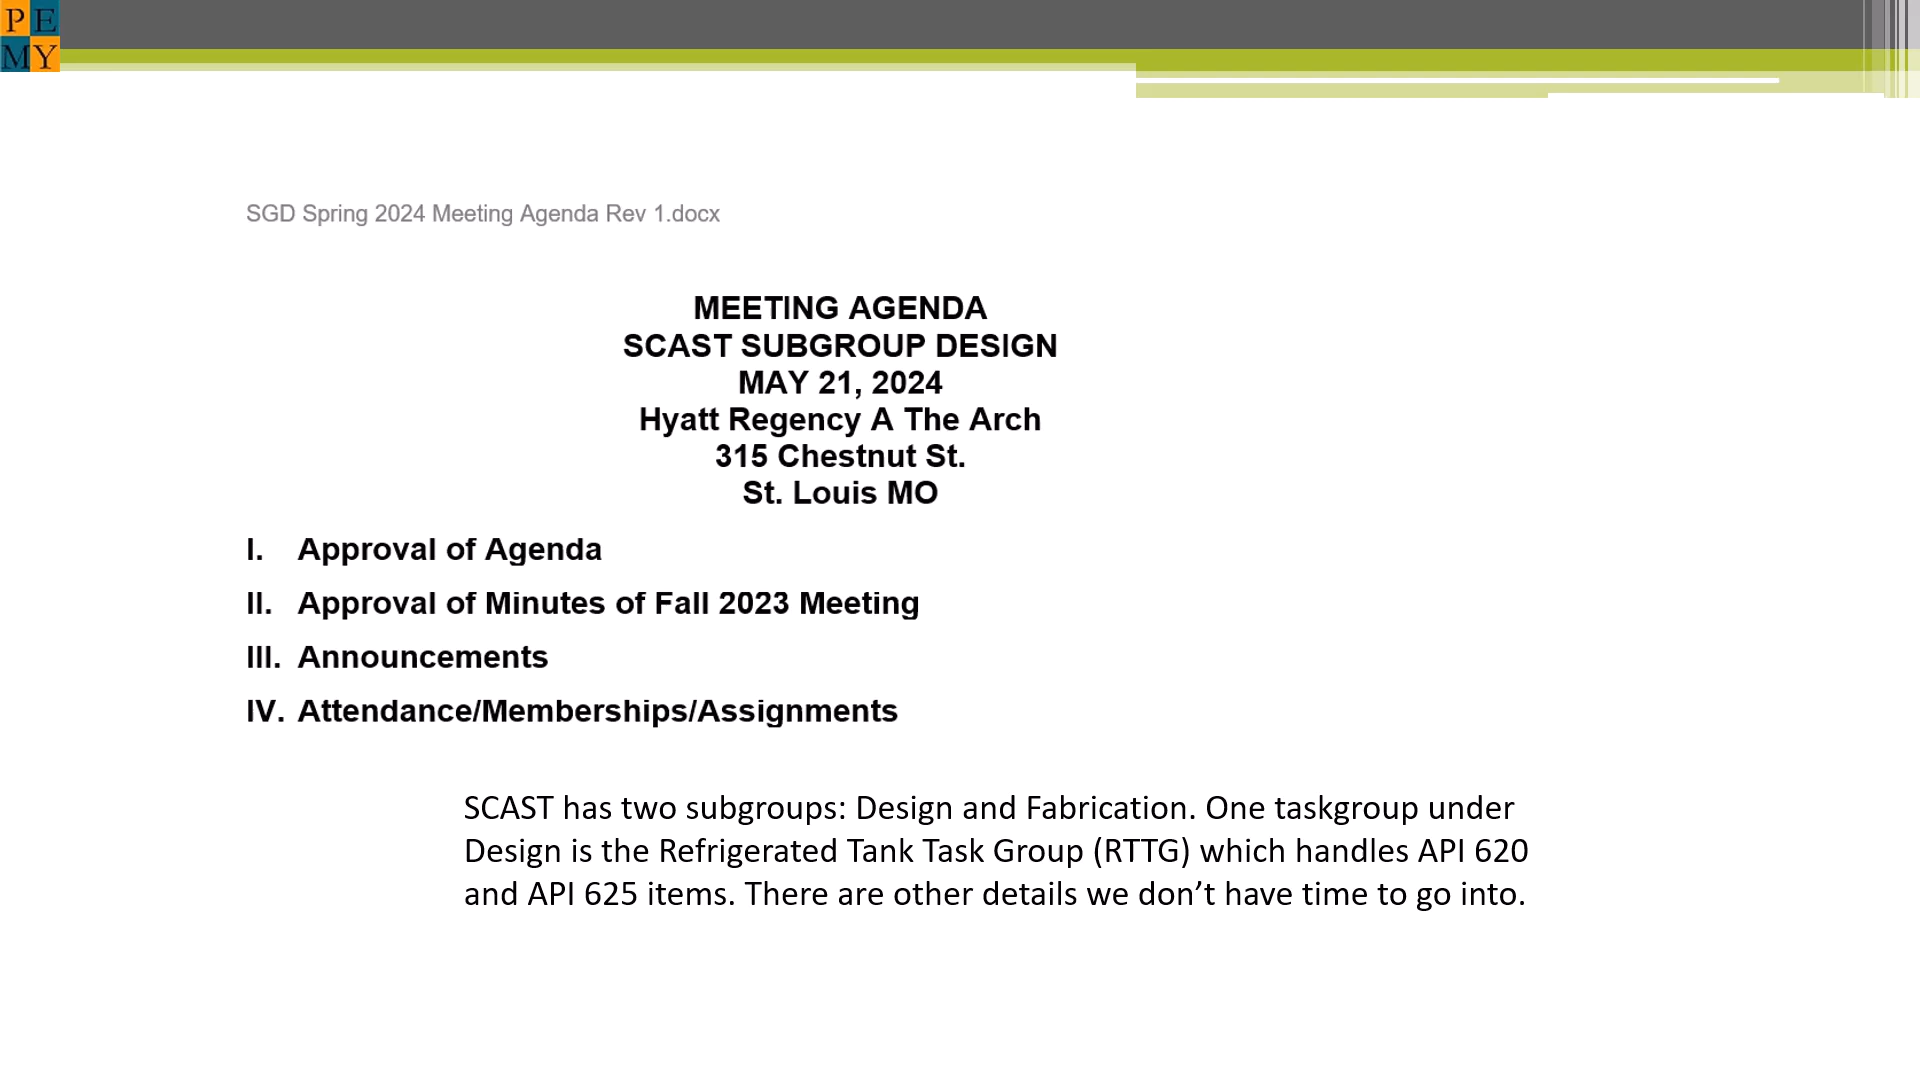 P E
M Y
SGD Spring 2024 Meeting Agenda Rev 1.docx
MEETING AGENDA
SCAST SUBGROUP DESIGN
MAY 21, 2024
Hyatt Regency A The Arch
315 Chestnut St.
St. Louis MO
I. Approval of Agenda
II. Approval of Minutes of Fall 2023 Meeting
III. Announcements
IV. Attendance/Memberships/Assignments
SCAST has two subgroups: Design and Fabrication. One taskgroup under
Design is the Refrigerated Tank Task Group (RTTG) which handles API 620
and API 625 items. There are other details we don’t have time to go into.